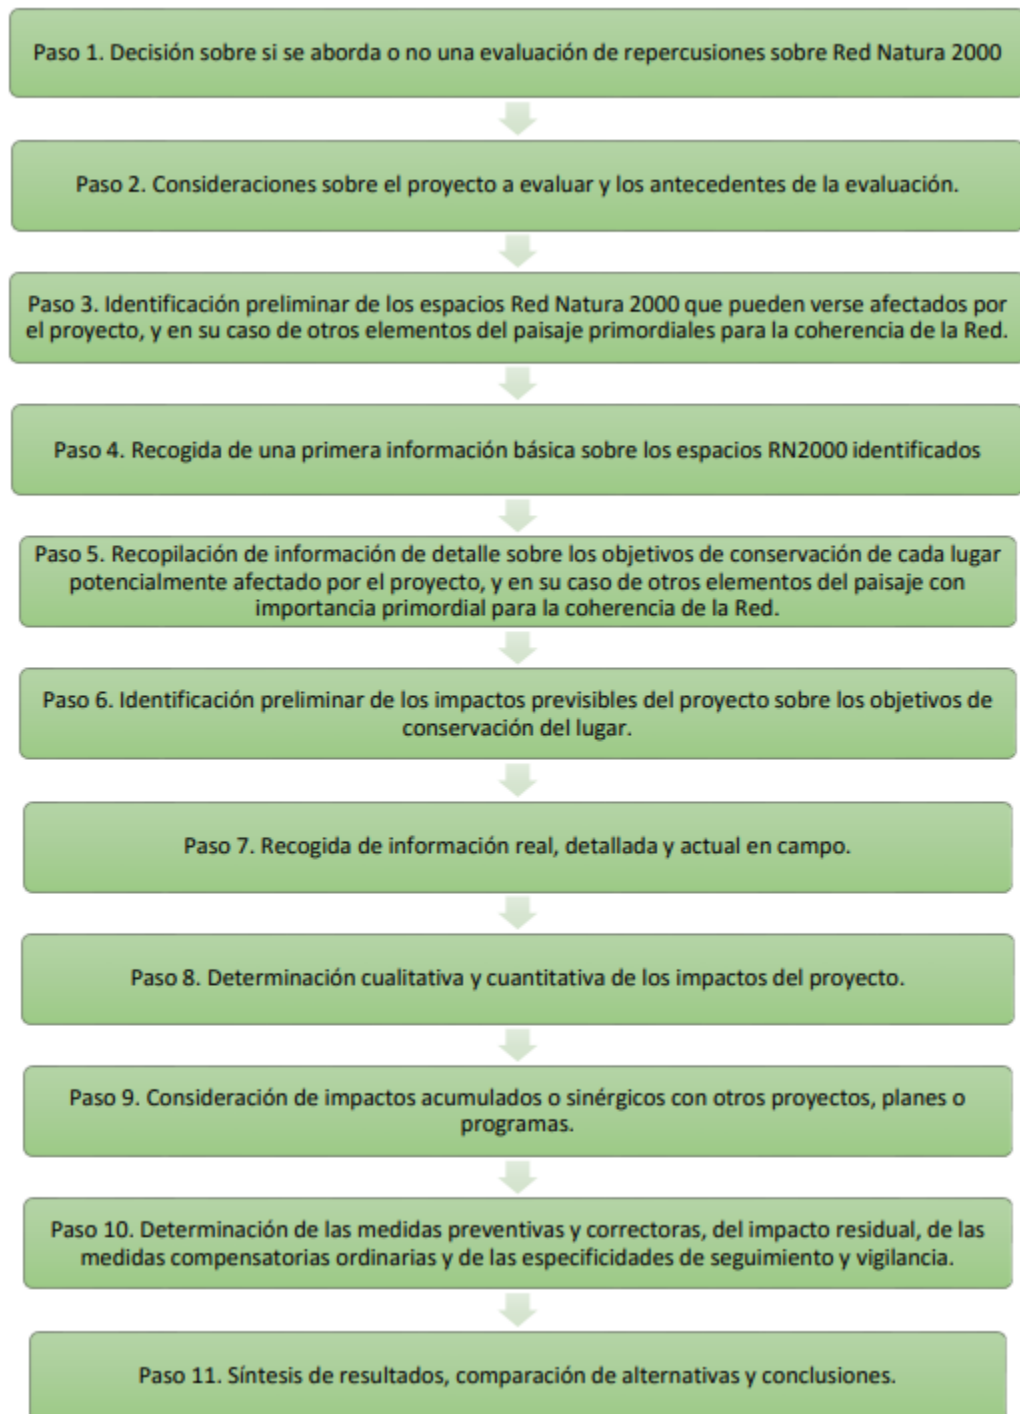 Paso 1. Decisión sobre si se aborda o no una evaluación de repercusiones sobre Red Natura 2000
Paso 2. Consideraciones sobre el proyecto a evaluar y los antecedentes de la evaluación.
Paso 3. Identificación preliminar de los espacios Red Natura 2000 que pueden verse afectados por
el proyecto, y en su caso de otros elementos del paisaje primordiales para la coherencia de la Red.
Paso 4. Recogida de una primera información básica sobre los espacios RN2000 identificados
Paso 5. Recopilación de información de detalle sobre los objetivos de conservación de cada lugar
potencialmente afectado por el proyecto, y en su caso de otros elementos del paisaje con
importancia primordial para la coherencia de la Red.
Paso 6. Identificación preliminar de los impactos previsibles del proyecto sobre los objetivos de
conservación del lugar.
Paso 7. Recogida de información real, detallada y actual en campo.
Paso 8. Determinación cualitativa y cuantitativa de los impactos del proyecto.
Paso 9. Consideración de impactos acumulados o sinérgicos con otros proyectos, planes o
programas.
Paso 10. Determinación de las medidas preventivas y correctoras, del impacto residual, de las
medidas compensatorias ordinarias y de las especificidades de seguimiento y vigilancia.
Paso 11. Síntesis de resultados, comparación de alternativas y conclusiones.